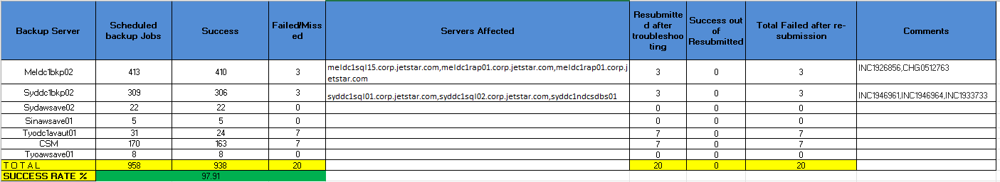 Backup Server Scheduled backup Jobs Success Failed/Missed Servers Affected Resubmitted after troubleshooting Success out of Resubmitted Total Failed after re-submission Comments
Meldc1bkp02 413 410 3 meldc1sql15.corp.jetstar.com,meldc1rap01.corp.jetstar.com,meldc1rap01.corp.jetstar.com 3 0 3 INC1926856,CHG0512763
Syddc1bkp02 309 306 3 syddc1sql01.corp.jetstar.com,syddc1sql02.corp.jetstar.com,syddc1ndcsdbs01 3 0 3 INC1946961,INC1946964,INC1933733
Sydawsave02 22 22 0 0 0 0
Sinawsave01 5 5 0 0 0 0
Tyodc1avaut01 31 24 7 7 0 7
CSM 170 163 7 7 0 7
Tyoawsave01 8 8 0 0 0 0
TOTAL 958 938 20 20 0 20
SUCCESS RATE % 97.91